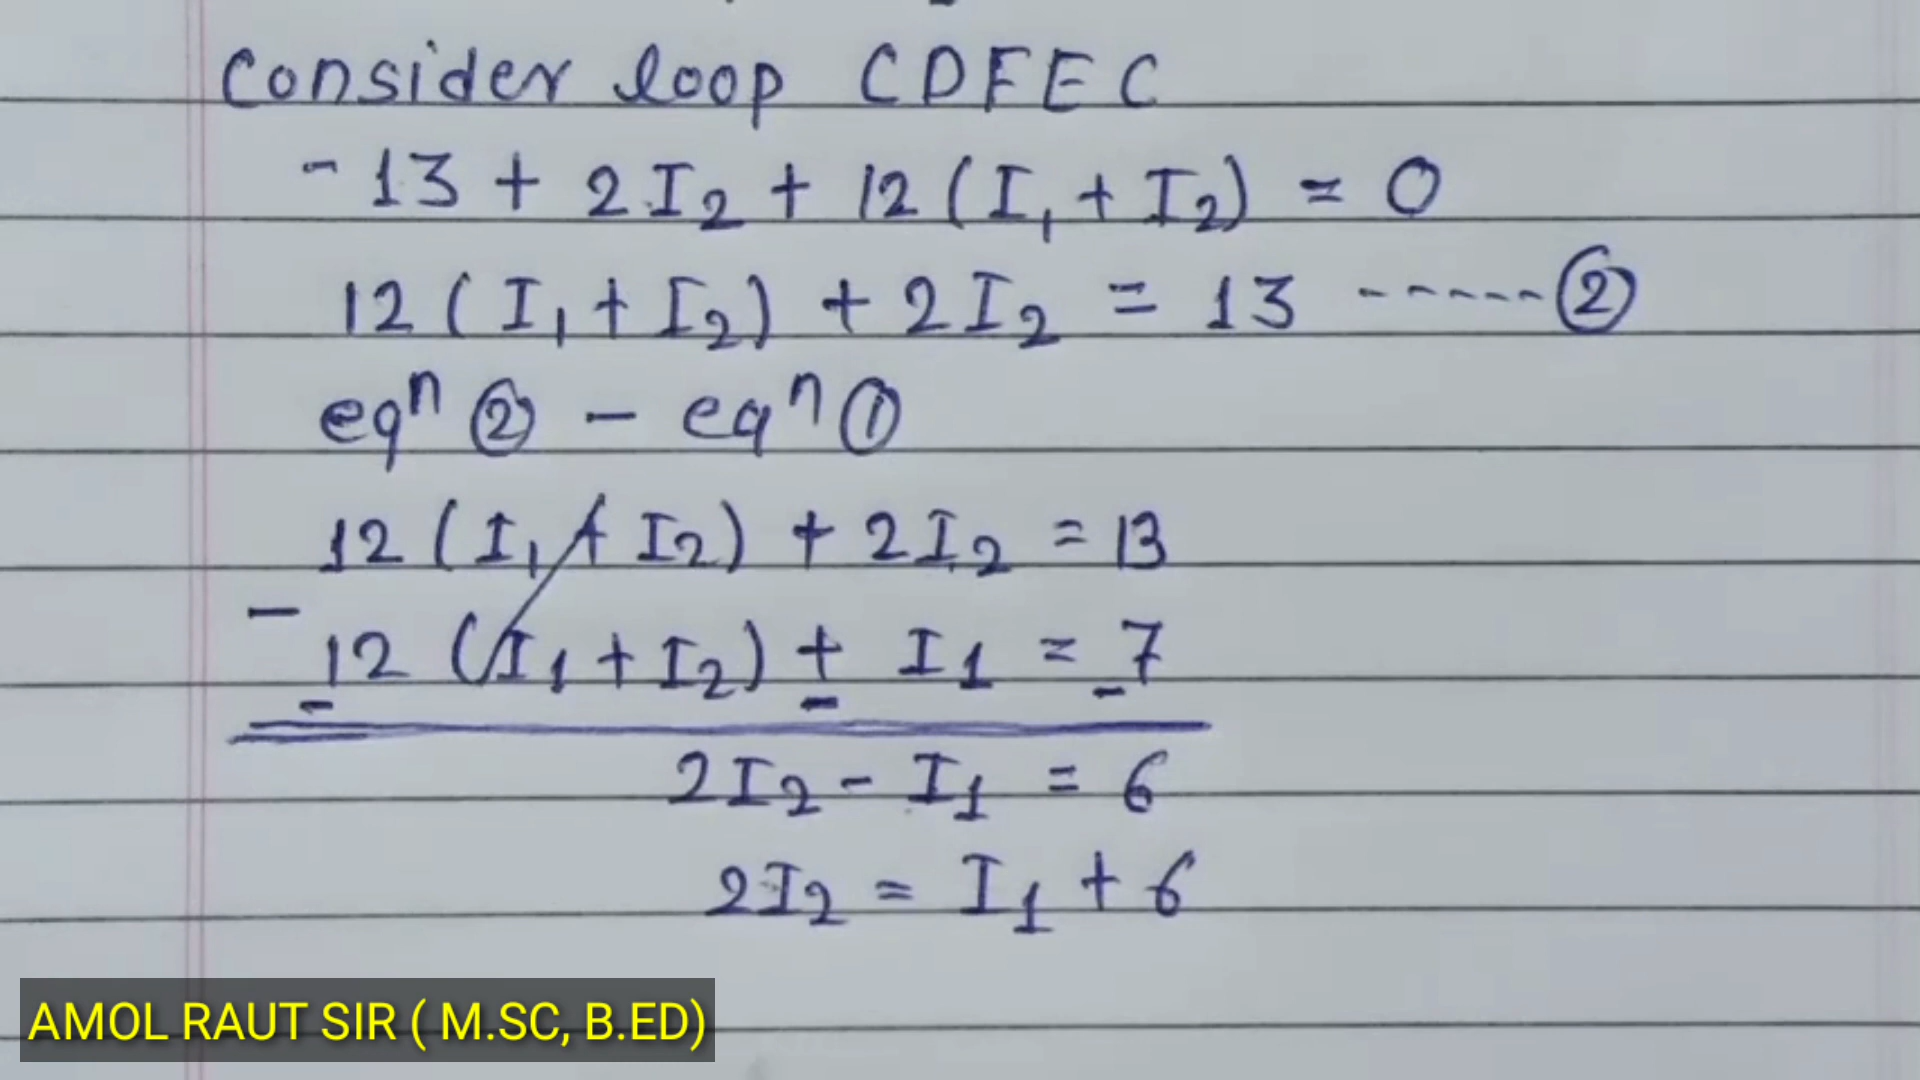 Consider loop CDFEC
- 13 + 2I₂ + 12 (I₁ + I₂) = 0
12 ( I₁ + I₂) + 2I₂ = 13 ------②
eqⁿ ② - eqⁿ ①
12 ( I₁ + I₂) + 2I₂ = 13
- 12 (I₁ + I₂) + I₁ = 7
- - -
2I₂ - I₁ = 6
2I₂ = I₁ + 6
AMOL RAUT SIR ( M.SC, B.ED)